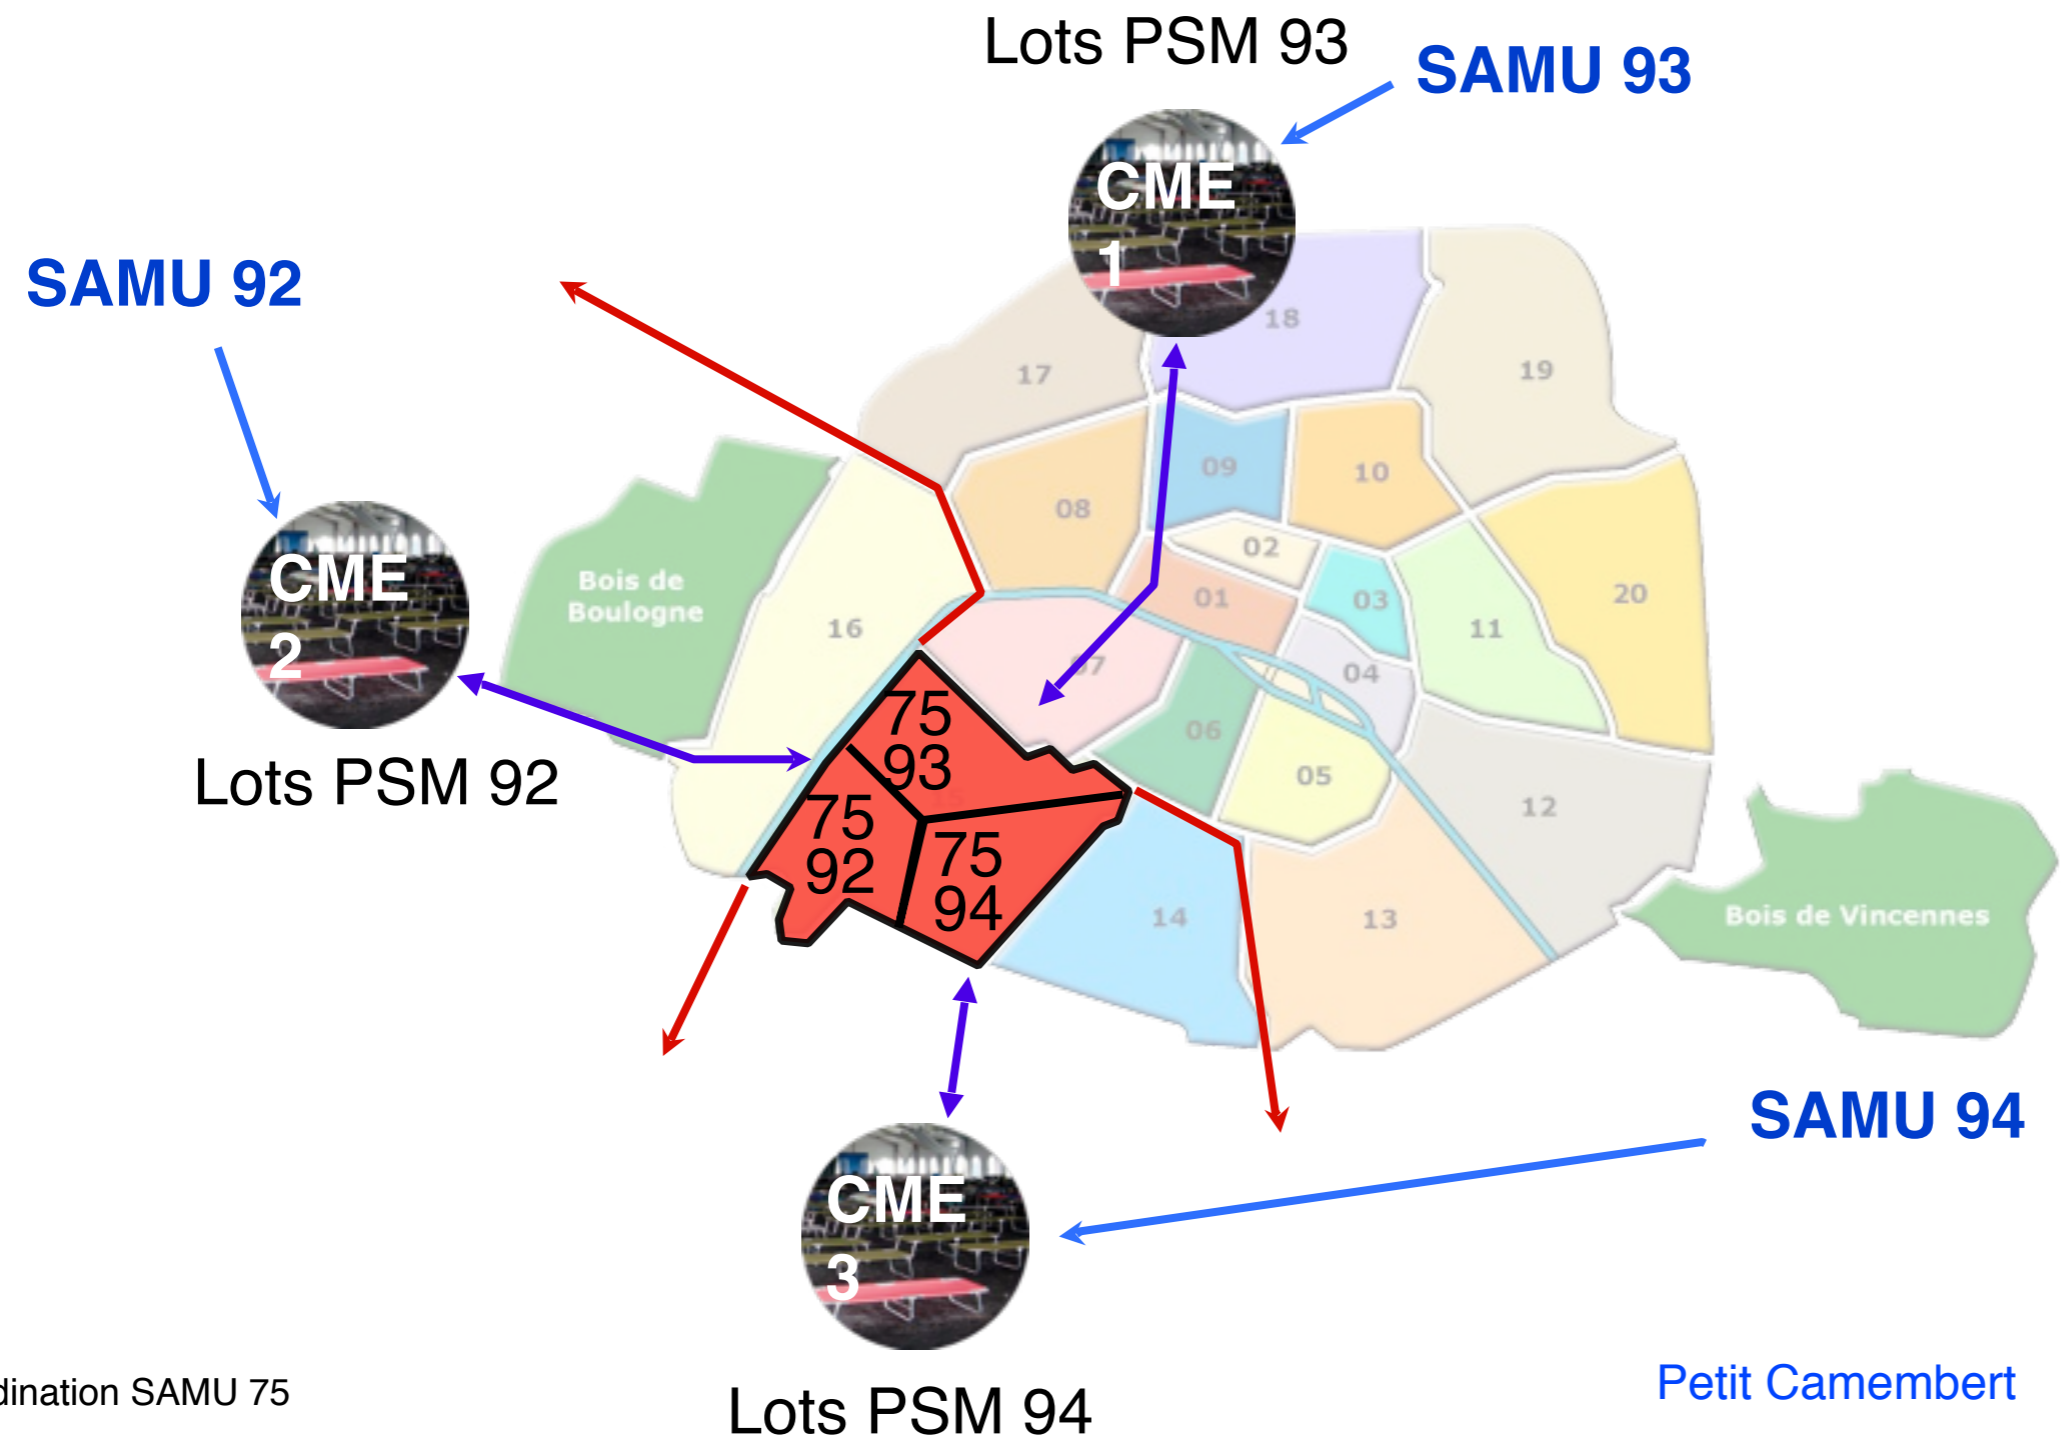 Lots PSM 93
SAMU 93
CME
1
SAMU 92
18
17
19
09
10
08
CME
2
02
Bois de
Boulogne
01
03
20
16
11
07
04
75
93
06
Lots PSM 92
05
75
92
12
75
94
14
13
Bois de Vincennes
SAMU 94
CME
3
dination SAMU 75
Petit Camembert
Lots PSM 94